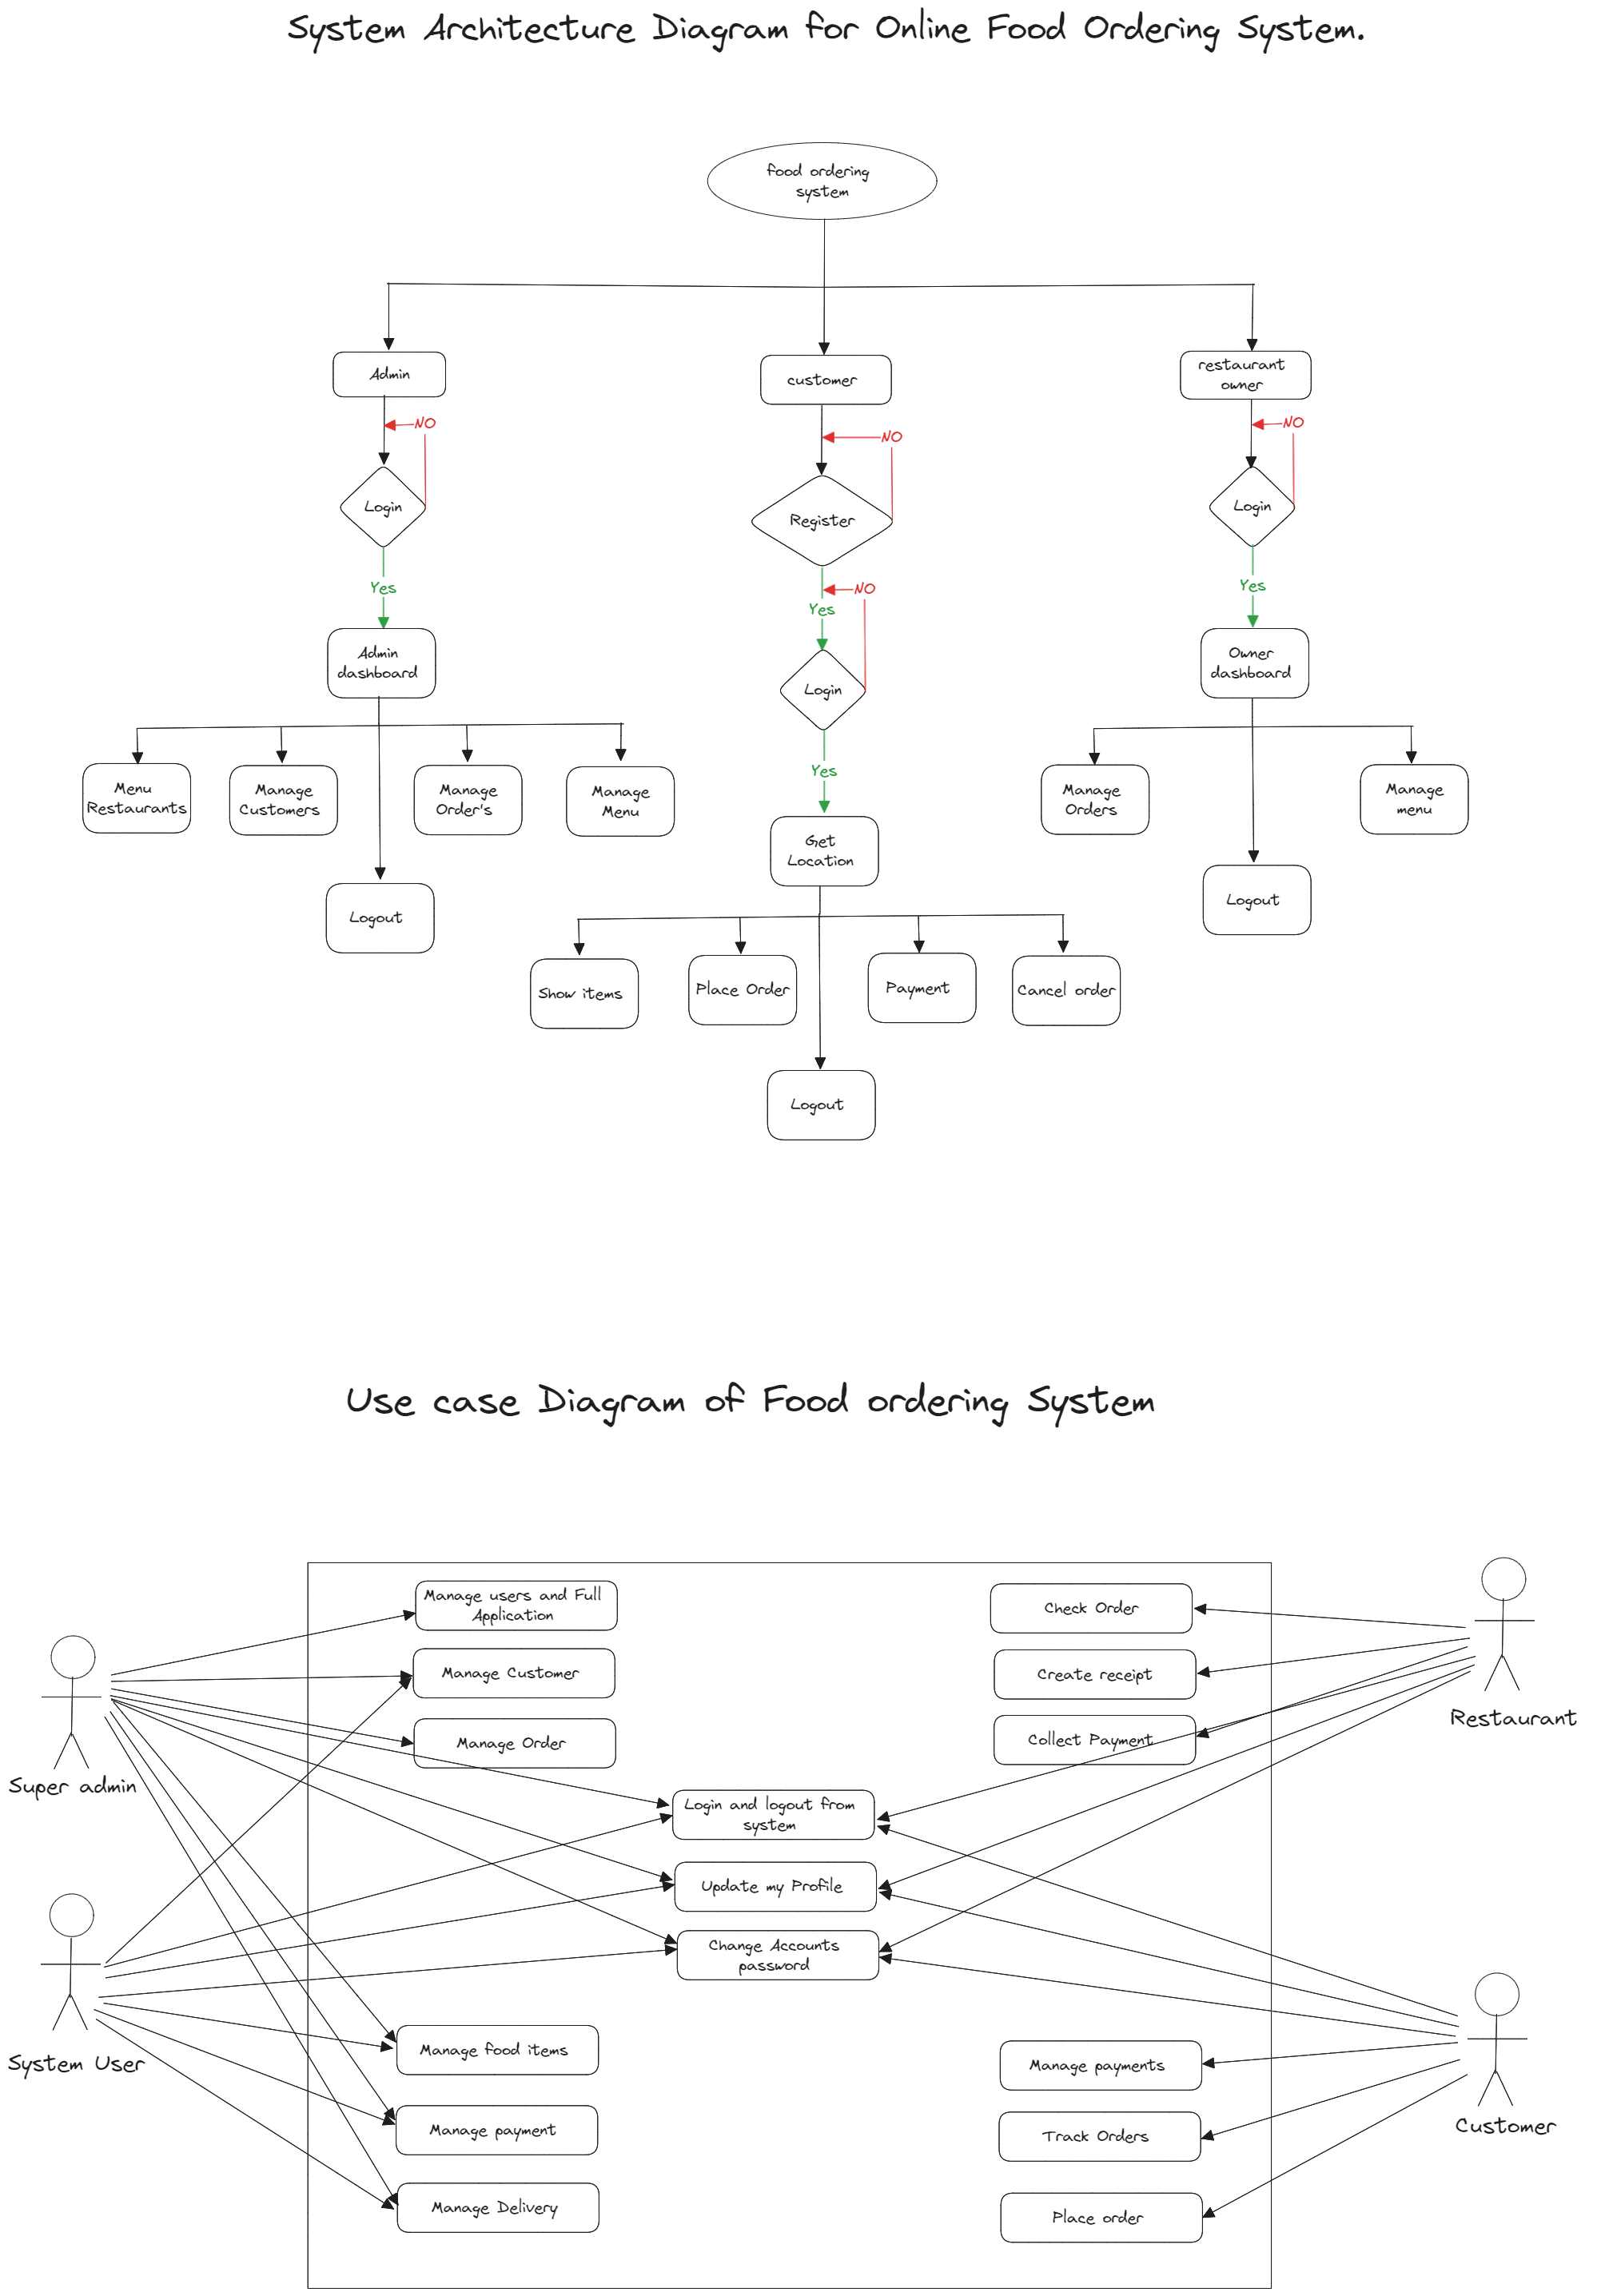 System Architecture Diagram for Online Food Ordering System.
food ordering
system
Admin
customer
restaurant
owner
NO
NO
NO
Login
Register
Login
Yes
NO
Yes
Yes
Admin
dashboard
Login
Owner
dashboard
Yes
Menu
Restaurants
Manage
Customers
Manage
Order's
Manage
Menu
Get
Location
Manage
Orders
Manage
menu
Logout
Logout
Show items
Place Order
Payment
Cancel order
Logout
Use case Diagram of Food ordering System
Manage users and Full
Application
Check Order
Manage Customer
Create receipt
Restaurant
Manage Order
Collect Payment
Super admin
Login and logout from
system
Update my Profile
Change Accounts
password
System User
Manage food items
Manage payments
Customer
Manage payment
Track Orders
Manage Delivery
Place order